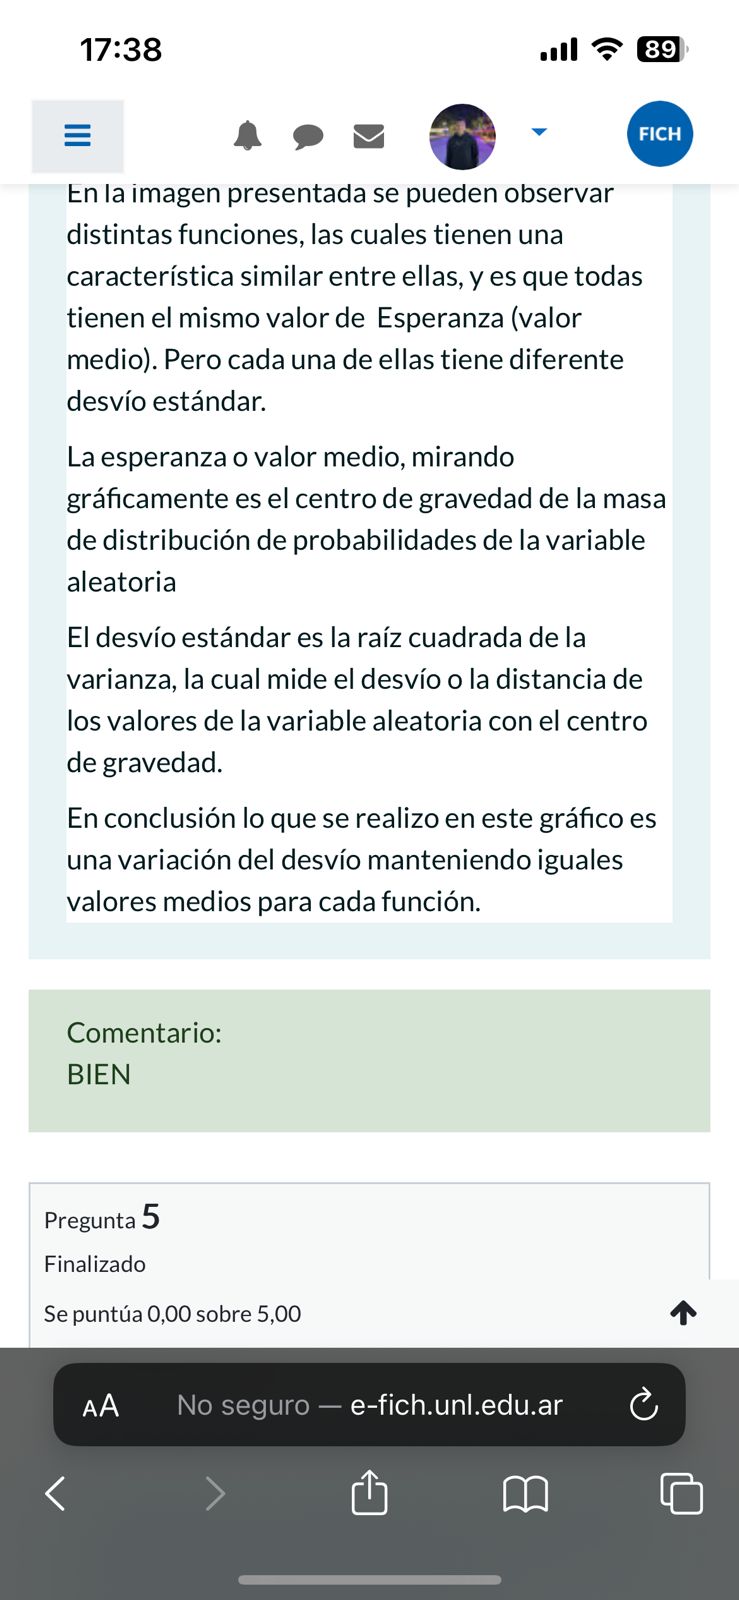 17:38
89
FICH
En la imagen presentada se pueden observar
distintas funciones, las cuales tienen una
característica similar entre ellas, y es que todas
tienen el mismo valor de  Esperanza (valor
medio). Pero cada una de ellas tiene diferente
desvío estándar.
La esperanza o valor medio, mirando
gráficamente es el centro de gravedad de la masa
de distribución de probabilidades de la variable
aleatoria
El desvío estándar es la raíz cuadrada de la
varianza, la cual mide el desvío o la distancia de
los valores de la variable aleatoria con el centro
de gravedad.
En conclusión lo que se realizo en este gráfico es
una variación del desvío manteniendo iguales
valores medios para cada función.
Comentario:
BIEN
Pregunta 5
Finalizado
Se puntúa 0,00 sobre 5,00
AA No seguro — e-fich.unl.edu.ar